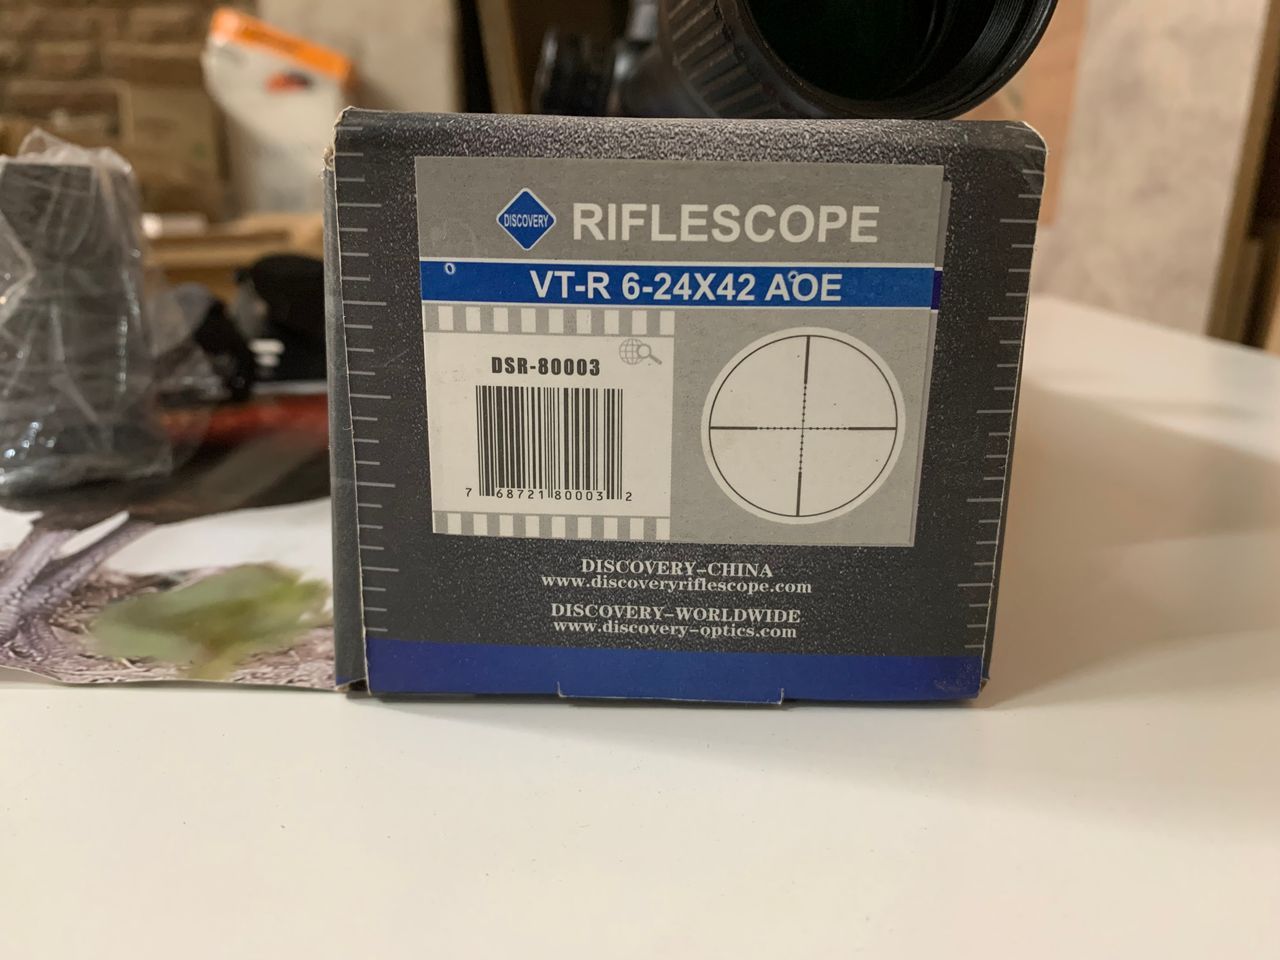 DISCOVERY RIFLESCOPE
VT-R 6-24X42 AOE
DSR-80003
7 68721 80003 2
DISCOVERY-CHINA
www.discoveryriflescope.com
DISCOVERY-WORLDWIDE
www.discovery-optics.com